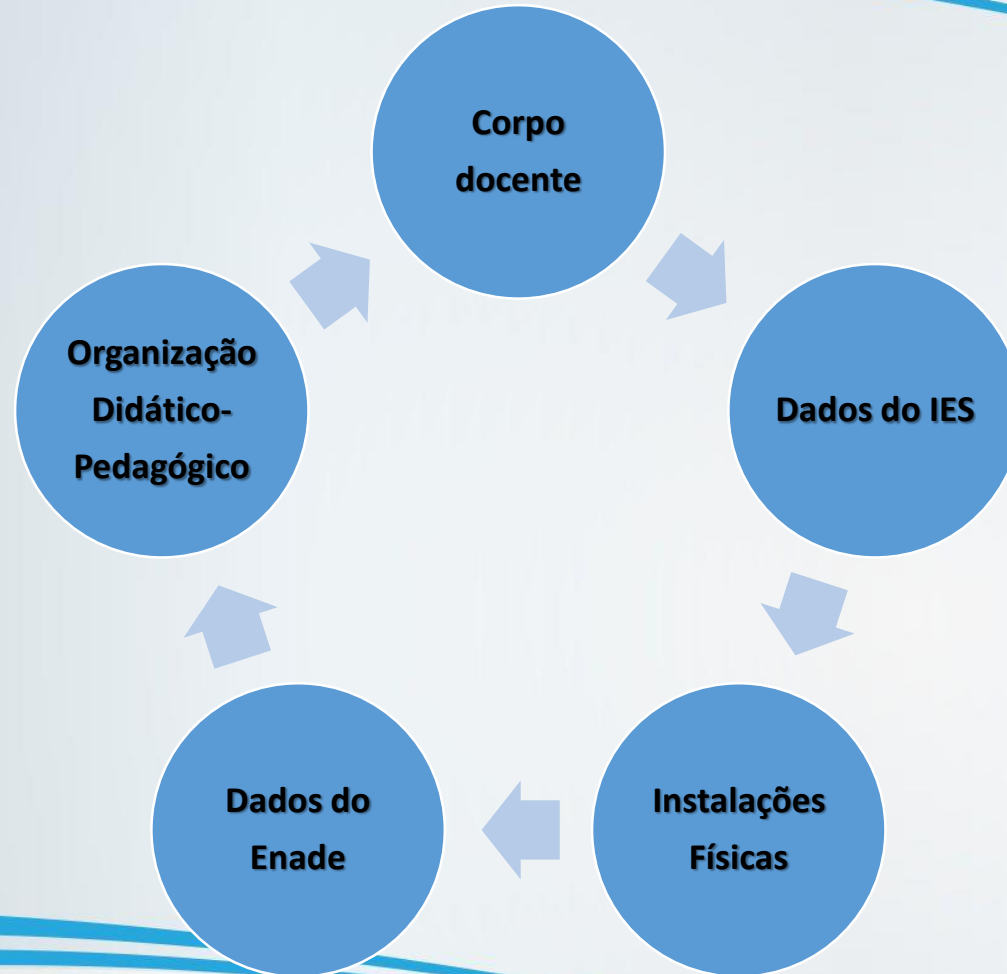 Corpo
docente
Organização
Didático-
Pedagógico
Dados do IES
Dados do
Enade
Instalações
Físicas